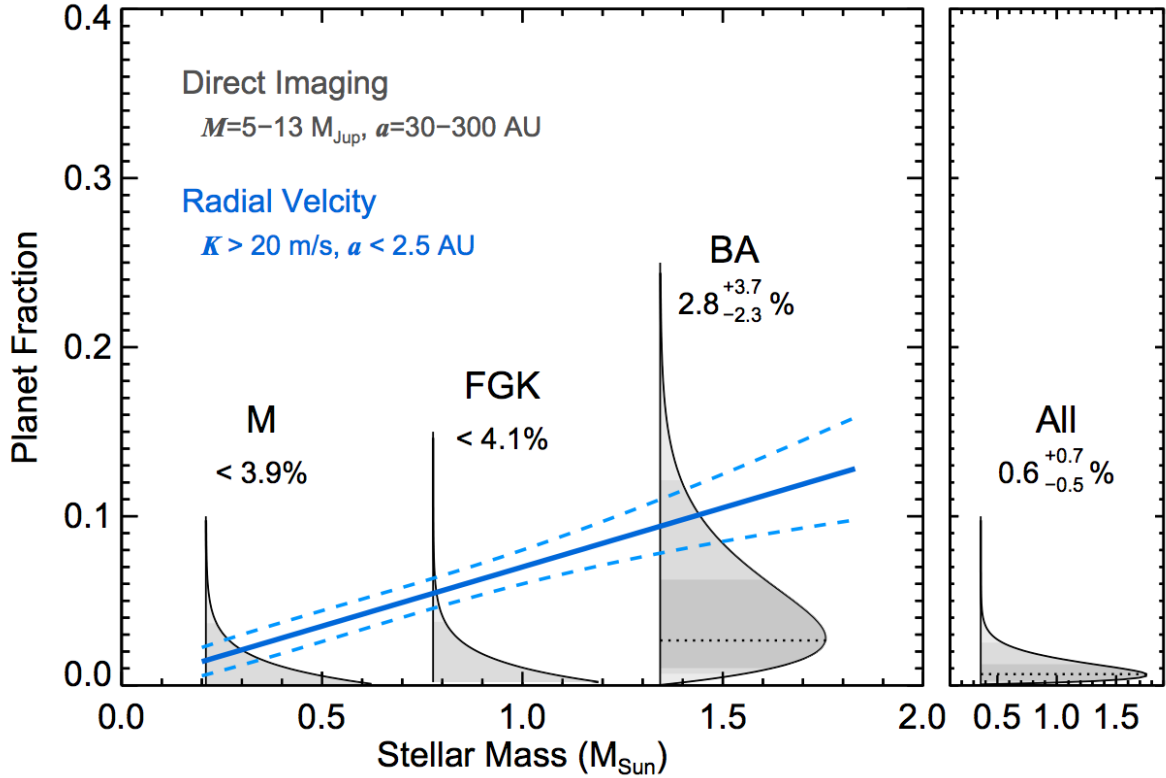 0.4
0.3
0.2
0.1
0.0
Planet Fraction
Direct Imaging
M=5−13 MJup, a=30−300 AU
Radial Velcity
K > 20 m/s, a < 2.5 AU
M
< 3.9%
FGK
< 4.1%
BA
2.8 +3.7 −2.3 %
All
0.6 +0.7 −0.5 %
0.0 0.5 1.0 1.5 2.0
0.5 1.0 1.5
Stellar Mass (MSun)